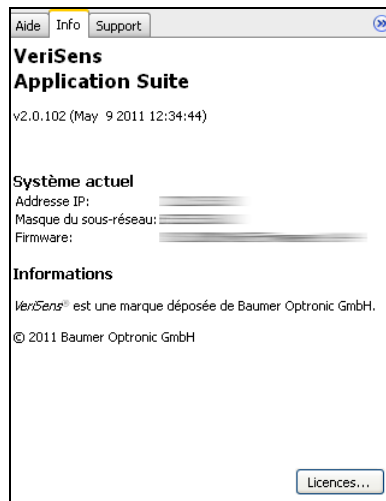 Aide Info Support
VeriSens
Application Suite
v2.0.102 (May 9 2011 12:34:44)
Système actuel
Addresse IP:
Masque du sous-réseau:
Firmware:
Informations
VeriSens® est une marque déposée de Baumer Optronic GmbH.
© 2011 Baumer Optronic GmbH
Licences...